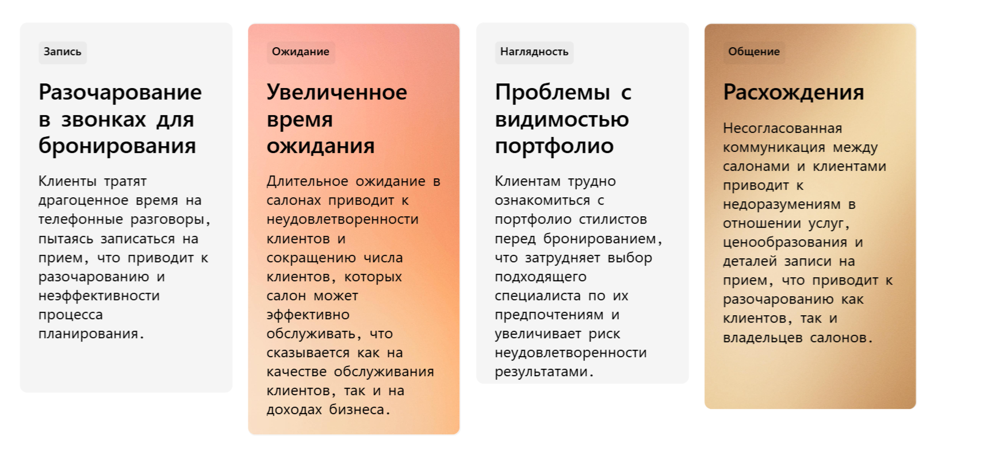 Запись
Разочарование
в звонках для
бронирования
Клиенты тратят
драгоценное время на
телефонные разговоры,
пытаясь записаться на
прием, что приводит к
разочарованию и
неэффективности
процесса
планирования.
Ожидание
Увеличенное
время
ожидания
Длительное ожидание в
салонах приводит к
неудовлетворенности
клиентов и
сокращению числа
клиентов, которых
салон может
эффективно
обслуживать, что
сказывается как на
качестве обслуживания
клиентов, так и на
доходах бизнеса.
Наглядность
Проблемы с
видимостью
портфолио
Клиентам трудно
ознакомиться с
портфолио стилистов
перед бронированием,
что затрудняет выбор
подходящего
специалиста по их
предпочтениям и
увеличивает риск
неудовлетворенности
результатами.
Общение
Расхождения
Несогласованная
коммуникация между
салонами и клиентами
приводит к
недоразумениям в
отношении услуг,
ценообразования и
деталей записи на
прием, что приводит к
разочарованию как
клиентов, так и
владельцев салонов.